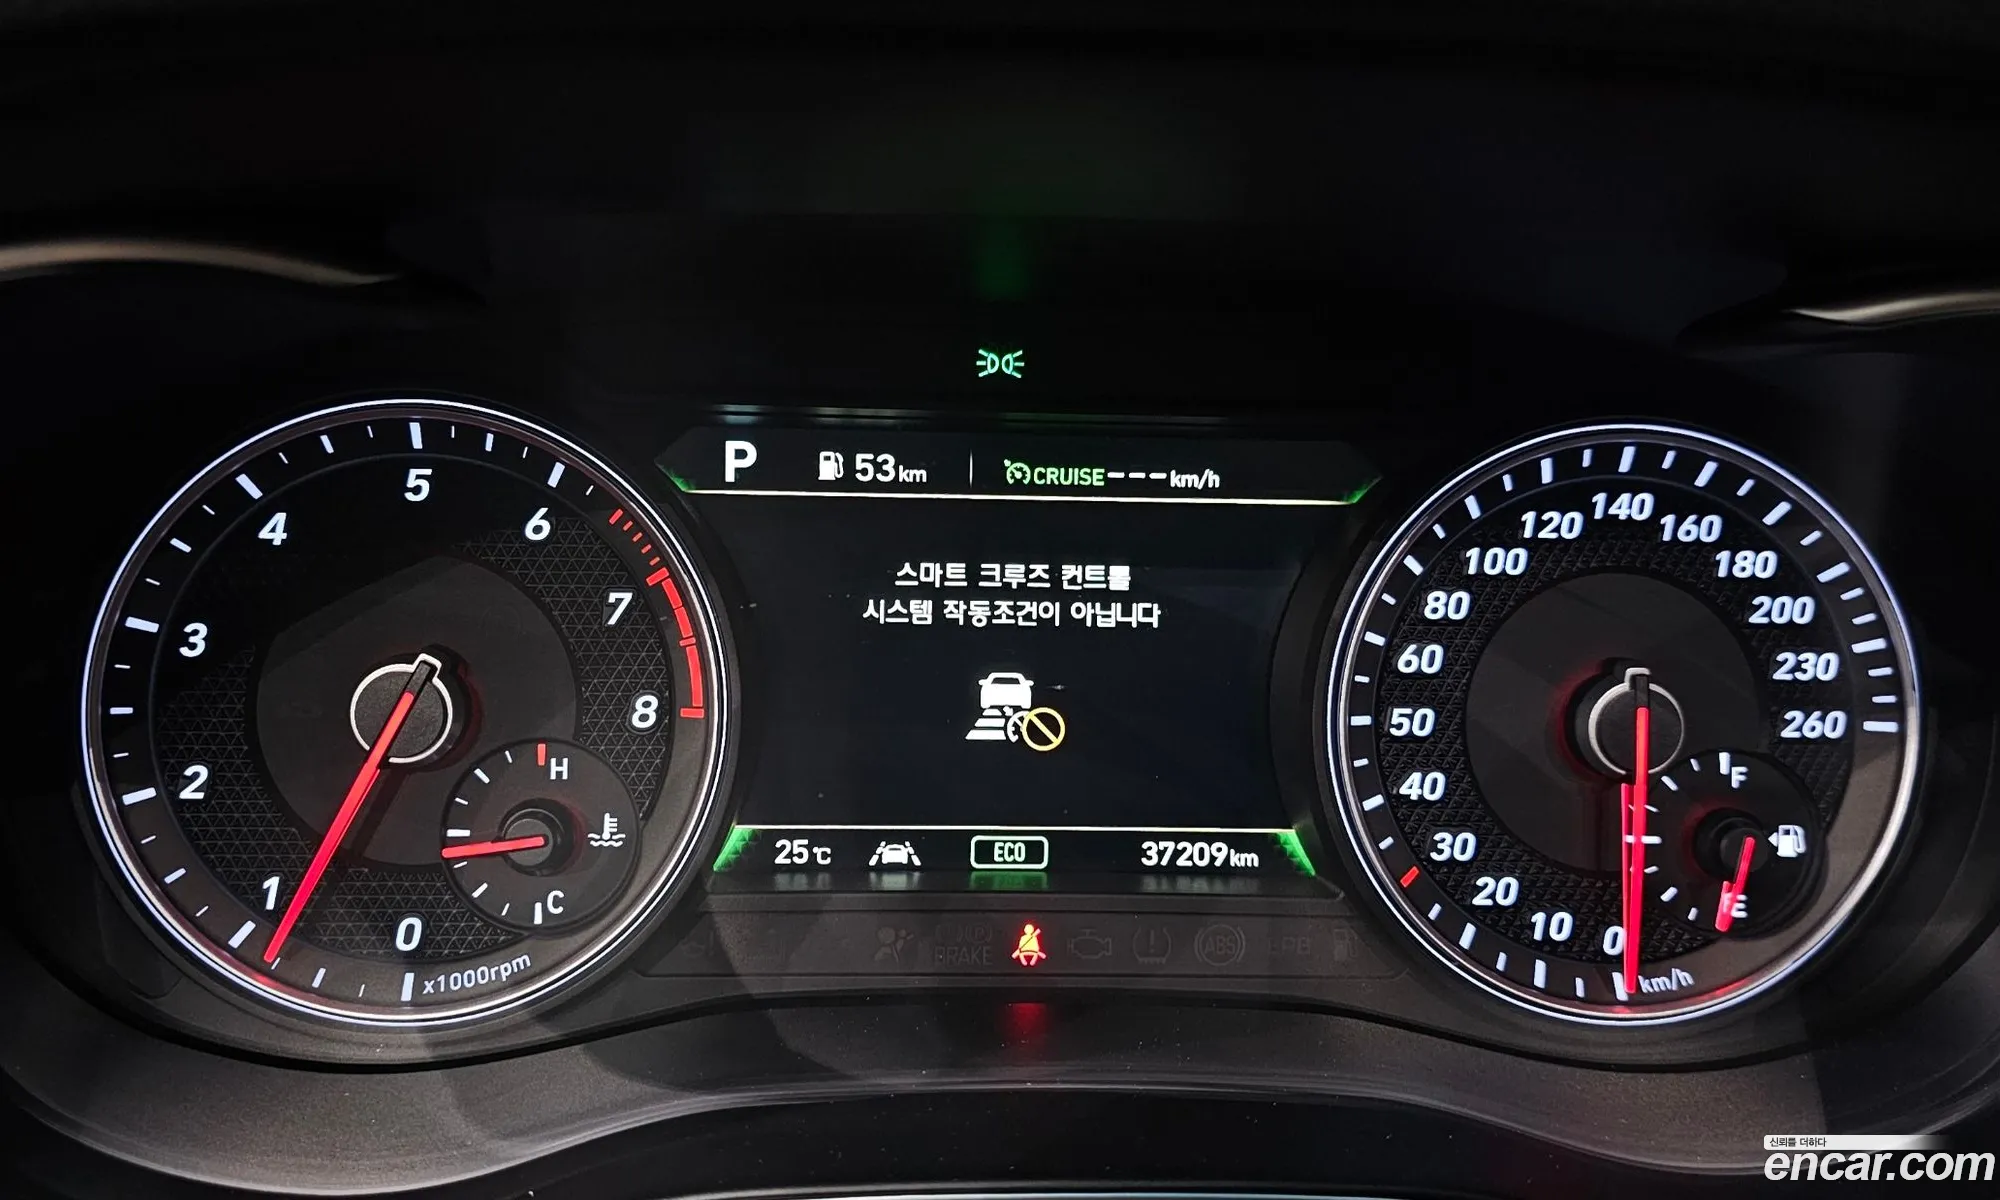 P 53km CRUISE---km/h
스마트 크루즈 컨트롤
시스템 작동조건이 아닙니다
25℃ ECO 37209km
0 1 2 3 4 5 6 7 8
x1000rpm
H
C
0 10 20 30 40 50 60 80 100 120 140 160 180 200 230 260
km/h
F
E
BRAKE
ABS
신뢰를 더하다
encar.com